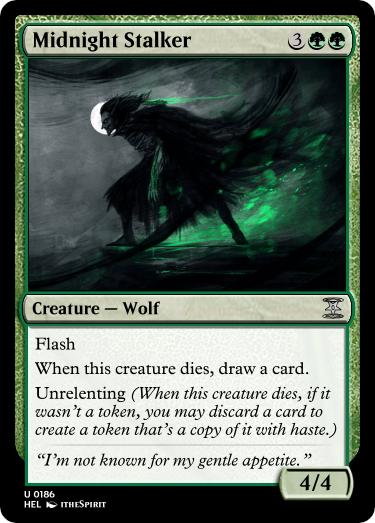 Midnight Stalker 3
Creature — Wolf
Flash
When this creature dies, draw a card.
Unrelenting (When this creature dies, if it
wasn't a token, you may discard a card to
create a token that's a copy of it with haste.)
"I'm not known for my gentle appetite."
4/4
U 0186
HEL ITHESPIRIT